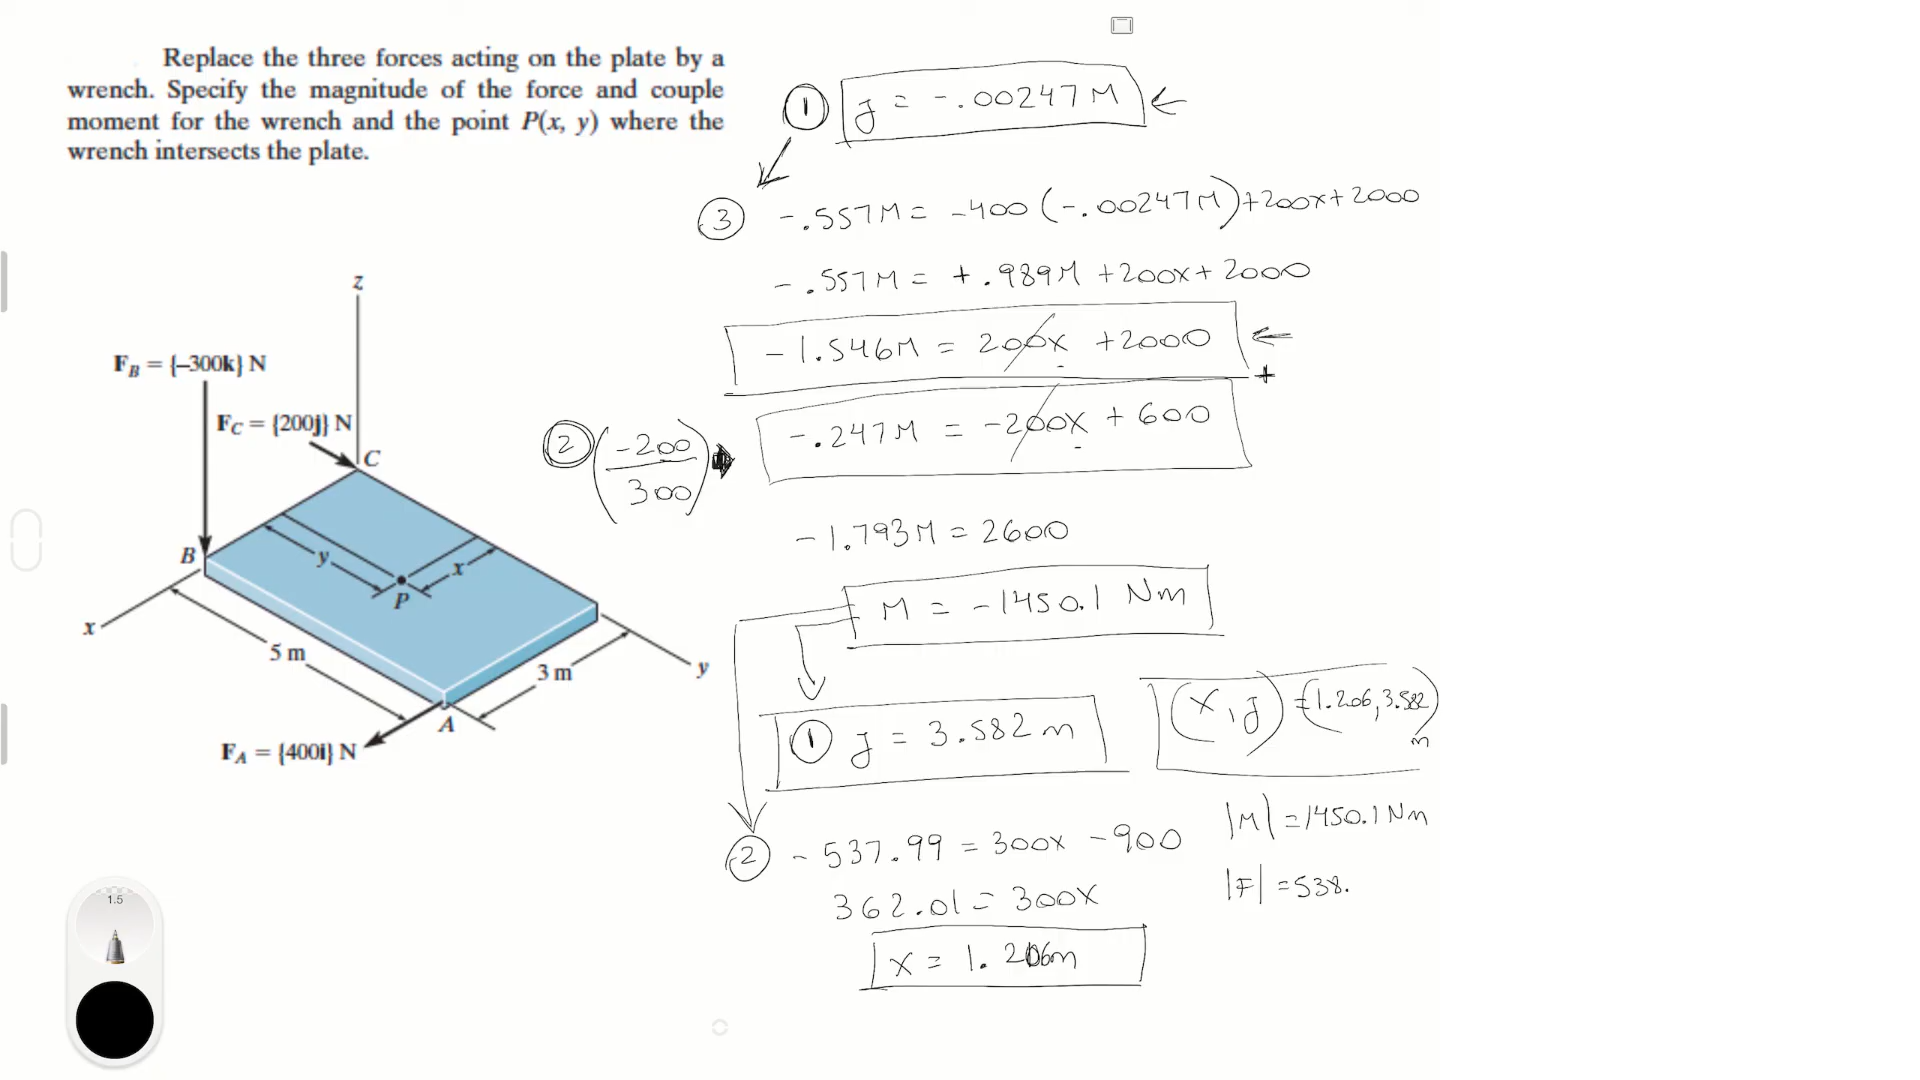 Replace the three forces acting on the plate by a
wrench. Specify the magnitude of the force and couple
moment for the wrench and the point P(x, y) where the
wrench intersects the plate.
z
F_B = {–300k} N
F_C = {200j} N
C
B
y
x
P
x
5 m
3 m
y
A
F_A = {400i} N
1.5
① y = -.00247M ←
③ -.557M = -400(-.00247M)+200x+2000
-.557M = +.989M +200x+2000
-1.546M = 200x +2000 ←
+
② (-200/300) → -.247M = -200x + 600
-1.793M = 2600
M = -1450.1 Nm
① y = 3.582 m
(x,y) = (1.206, 3.582) m
② -537.99 = 300x -900
|M| = 1450.1 Nm
362.01 = 300x
|F| = 538.
x = 1.206m